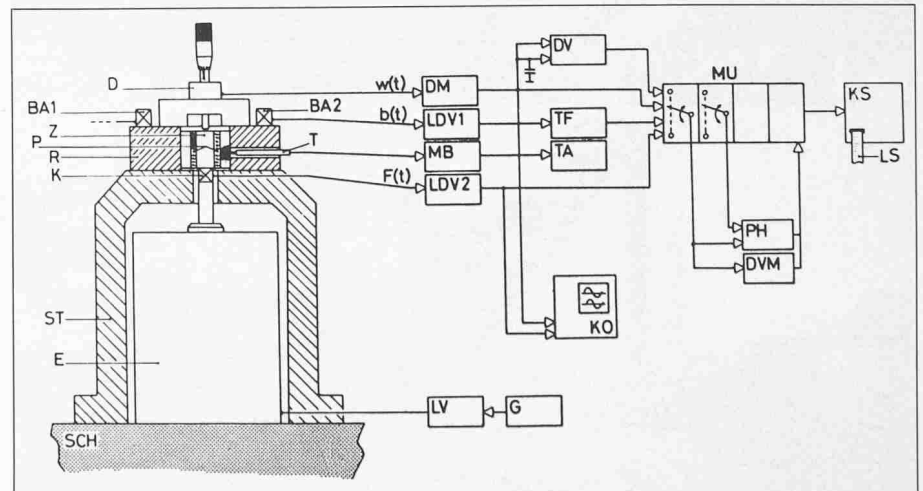 D
BA1
BA2
Z
P
R
K
T
w(t)
b(t)
F(t)
DM
LDV1
MB
LDV2
DV
TF
TA
MU
KS
LS
PH
DVM
KO
ST
E
LV
G
SCH